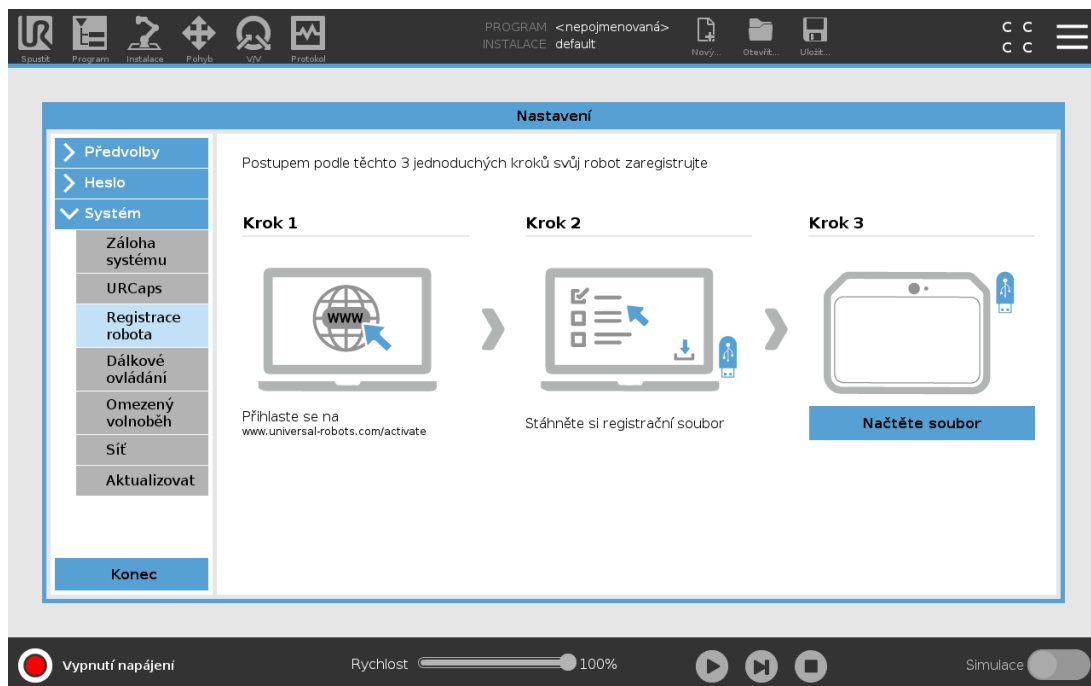 UR
PROGRAM <nepojmenovaná>
INSTALACE default
C C
C C
Spustit Program Instalace Pohyb V/V Protokol Nový... Otevřít... Uložit...
Nastavení
Předvolby
Heslo
Systém
Záloha
systému
URCaps
Registrace
robota
Dálkové
ovládání
Omezený
volnoběh
Síť
Aktualizovat
Konec
Postupem podle těchto 3 jednoduchých kroků svůj robot zaregistrujte
Krok 1
WWW
Přihlaste se na
www.universal-robots.com/activate
Krok 2
Stáhněte si registrační soubor
Krok 3
Načtěte soubor
Vypnutí napájení
Rychlost 100%
Simulace